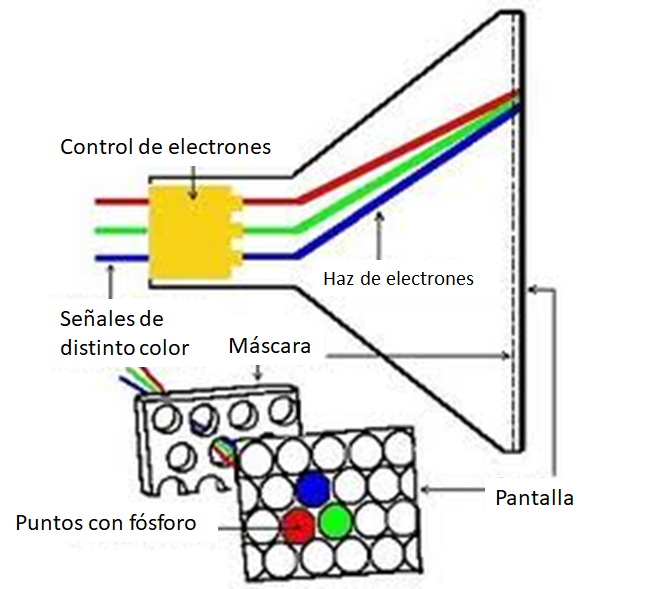 Control de electrones
Haz de electrones
Señales de
distinto color
Máscara
Pantalla
Puntos con fósforo